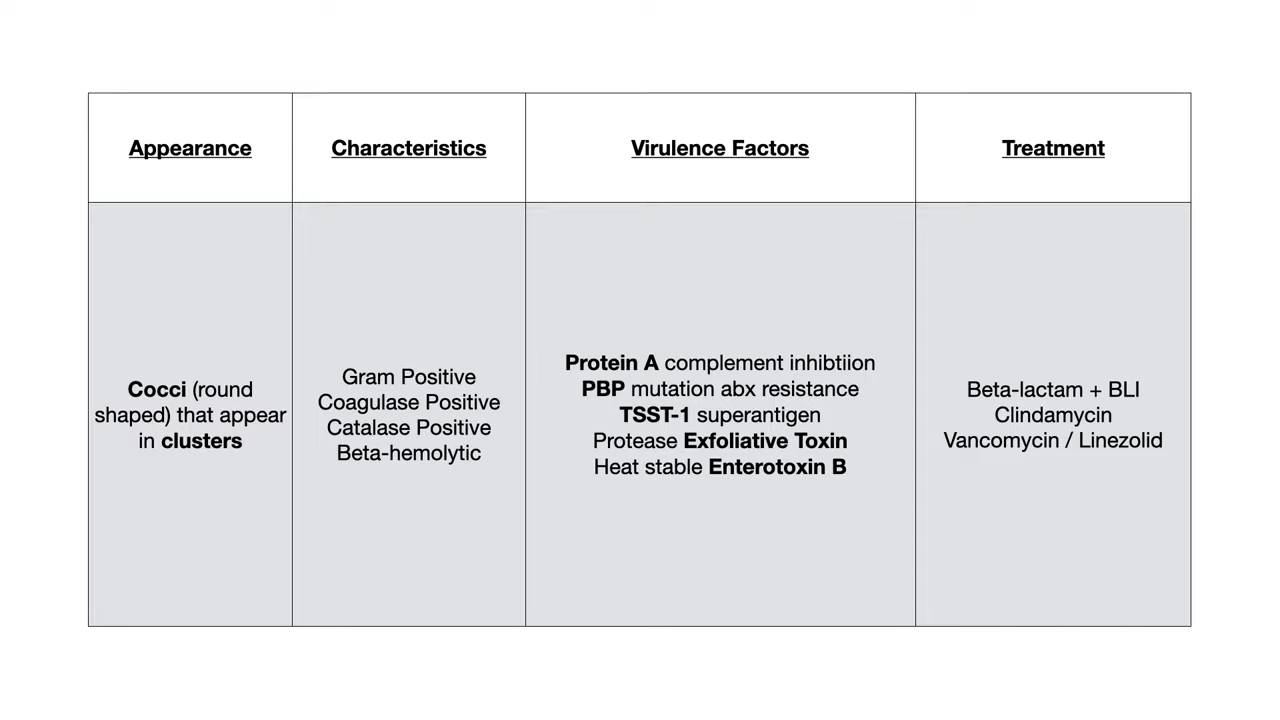 Appearance
Characteristics
Virulence Factors
Treatment
Cocci (round
shaped) that appear
in clusters
Gram Positive
Coagulase Positive
Catalase Positive
Beta-hemolytic
Protein A complement inhibtiion
PBP mutation abx resistance
TSST-1 superantigen
Protease Exfoliative Toxin
Heat stable Enterotoxin B
Beta-lactam + BLI
Clindamycin
Vancomycin / Linezolid